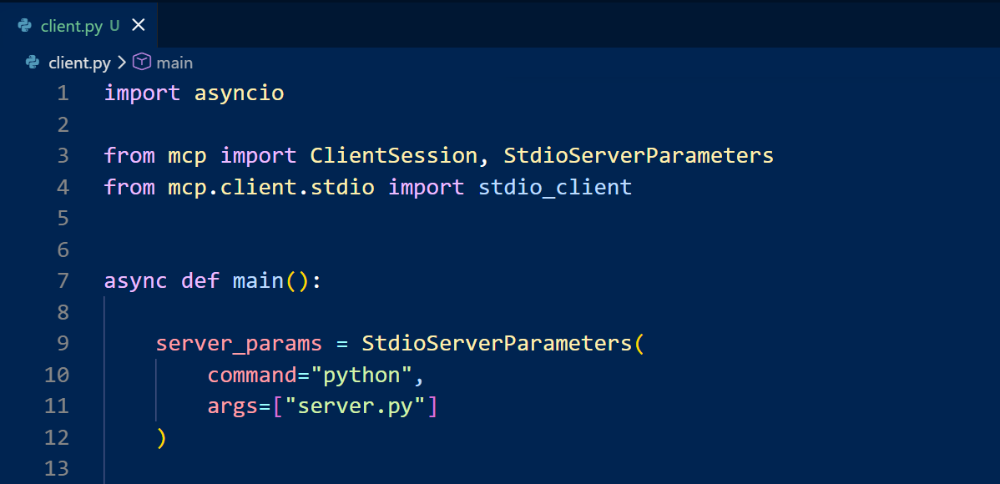 client.py U
client.py main
1 import asyncio
2
3 from mcp import ClientSession, StdioServerParameters
4 from mcp.client.stdio import stdio_client
5
6
7 async def main():
8
9     server_params = StdioServerParameters(
10         command="python",
11         args=["server.py"]
12     )
13